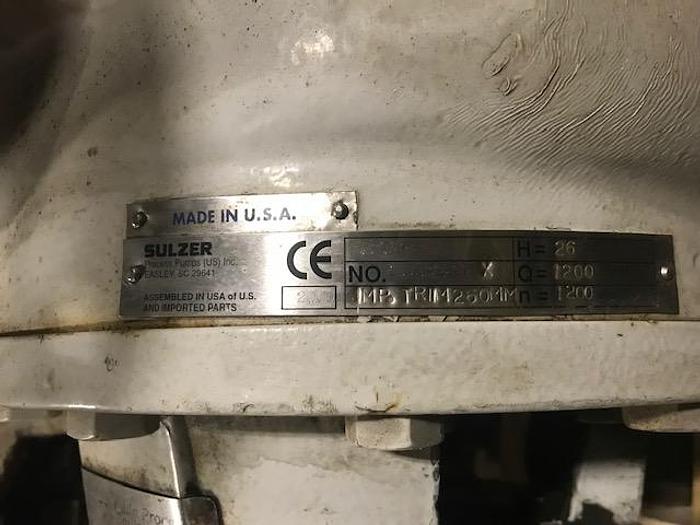 MADE IN U.S.A.
SULZER
Process Pumps (US) Inc.
EASLEY, SC 29641
ASSEMBLED IN USA of U.S.
AND IMPORTED PARTS
CE
H= 26
NO. X Q= 1200
IMP. TRIM 260MM n= 1200